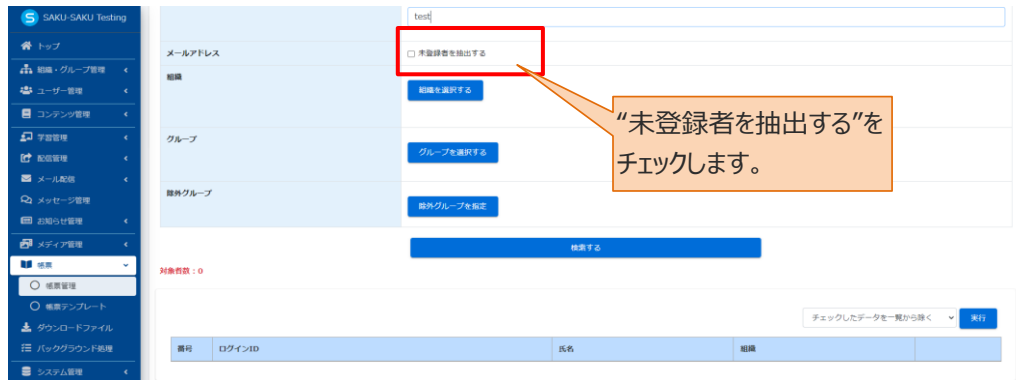 SAKU-SAKU Testing
トップ
組織・グループ管理
ユーザー管理
コンテンツ管理
学習管理
配信管理
メール配信
メッセージ管理
お知らせ管理
メディア管理
帳票
帳票管理
帳票テンプレート
ダウンロードファイル
バックグラウンド処理
システム管理
test
メールアドレス
未登録者を抽出する
組織
組織を選択する
グループ
グループを選択する
除外グループ
除外グループを指定
検索する
対象者数：0
チェックしたデータを一覧から除く
実行
番号 ログインID 氏名 組織
“未登録者を抽出する”を
チェックします。